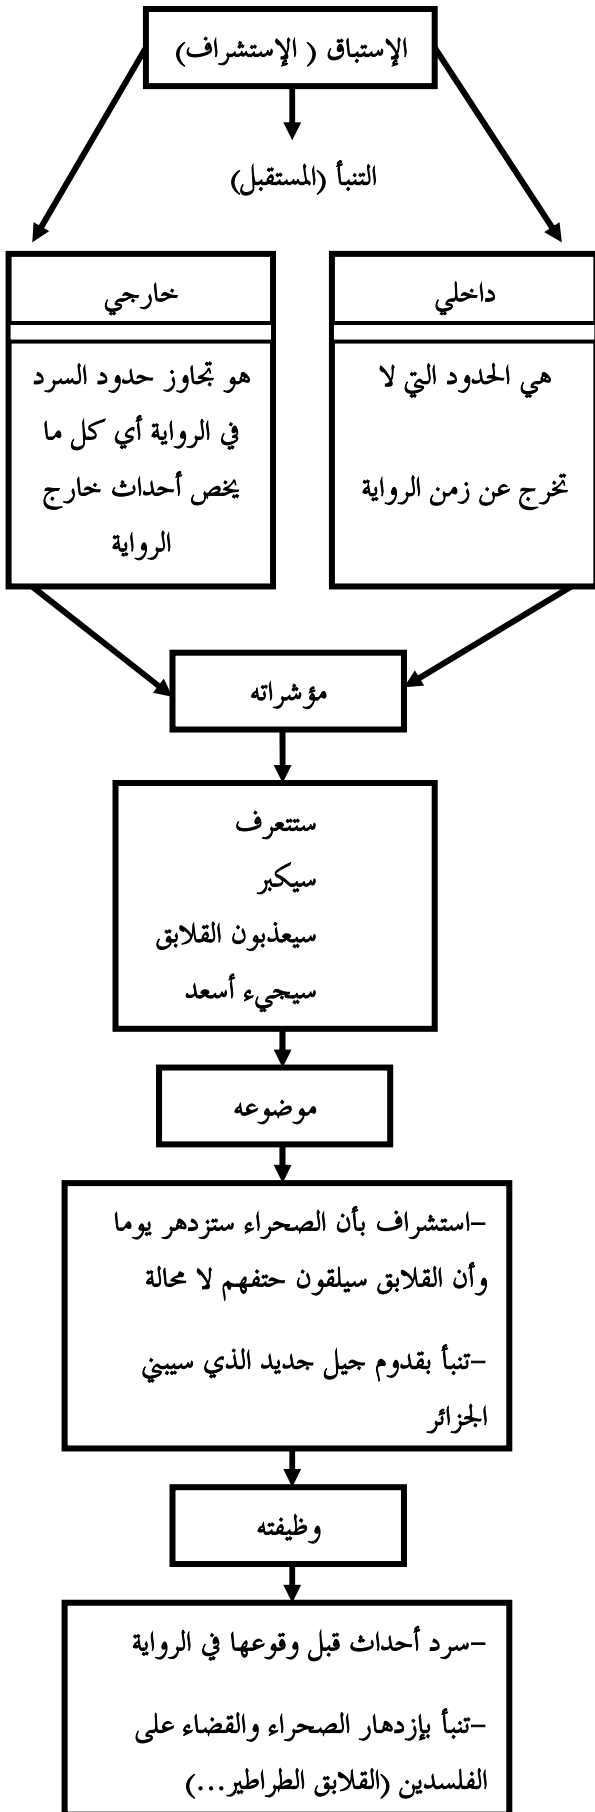 الإستباق ( الإستشراف)
التنبأ (المستقبل)
داخلي
هي الحدود التي لا
تخرج عن زمن الرواية
خارجي
هو تجاوز حدود السرد
في الرواية أي كل ما
يخص أحداث خارج
الرواية
مؤشراته
ستتعرف
سيكبر
سيعذبون القلابق
سيجيء أسعد
موضوعه
–استشراف بأن الصحراء ستزدهر يوما
وأن القلابق سيلقون حتفهم لا محالة
–تنبأ بقدوم جيل جديد الذي سيبني
الجزائر
وظيفته
–سرد أحداث قبل وقوعها في الرواية
–تنبأ بإزدهار الصحراء والقضاء على
الفلسدين (القلابق الطراطير...)